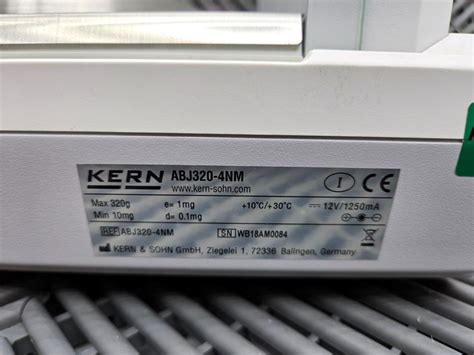 KERN ABJ320-4NM
www.kern-sohn.com
I CE
Max 320g e= 1mg +10°C/+30°C 12V/1250mA
Min 10mg d= 0.1mg
REF ABJ320-4NM SN WB18AM0084
KERN & SOHN GmbH, Ziegelei 1, 72336 Balingen, Germany